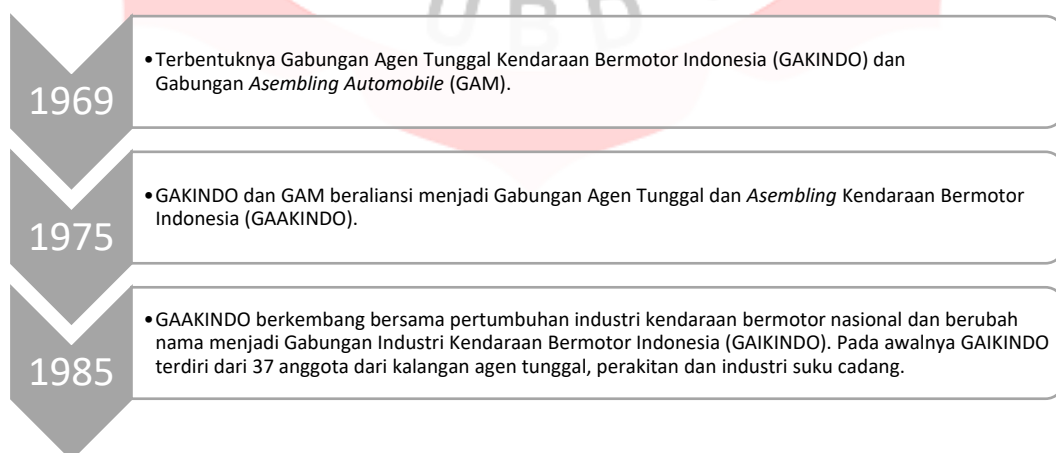 UBD
1969
•Terbentuknya Gabungan Agen Tunggal Kendaraan Bermotor Indonesia (GAKINDO) dan
Gabungan Asembling Automobile (GAM).
1975
•GAKINDO dan GAM beraliansi menjadi Gabungan Agen Tunggal dan Asembling Kendaraan Bermotor
Indonesia (GAAKINDO).
1985
•GAAKINDO berkembang bersama pertumbuhan industri kendaraan bermotor nasional dan berubah
nama menjadi Gabungan Industri Kendaraan Bermotor Indonesia (GAIKINDO). Pada awalnya GAIKINDO
terdiri dari 37 anggota dari kalangan agen tunggal, perakitan dan industri suku cadang.